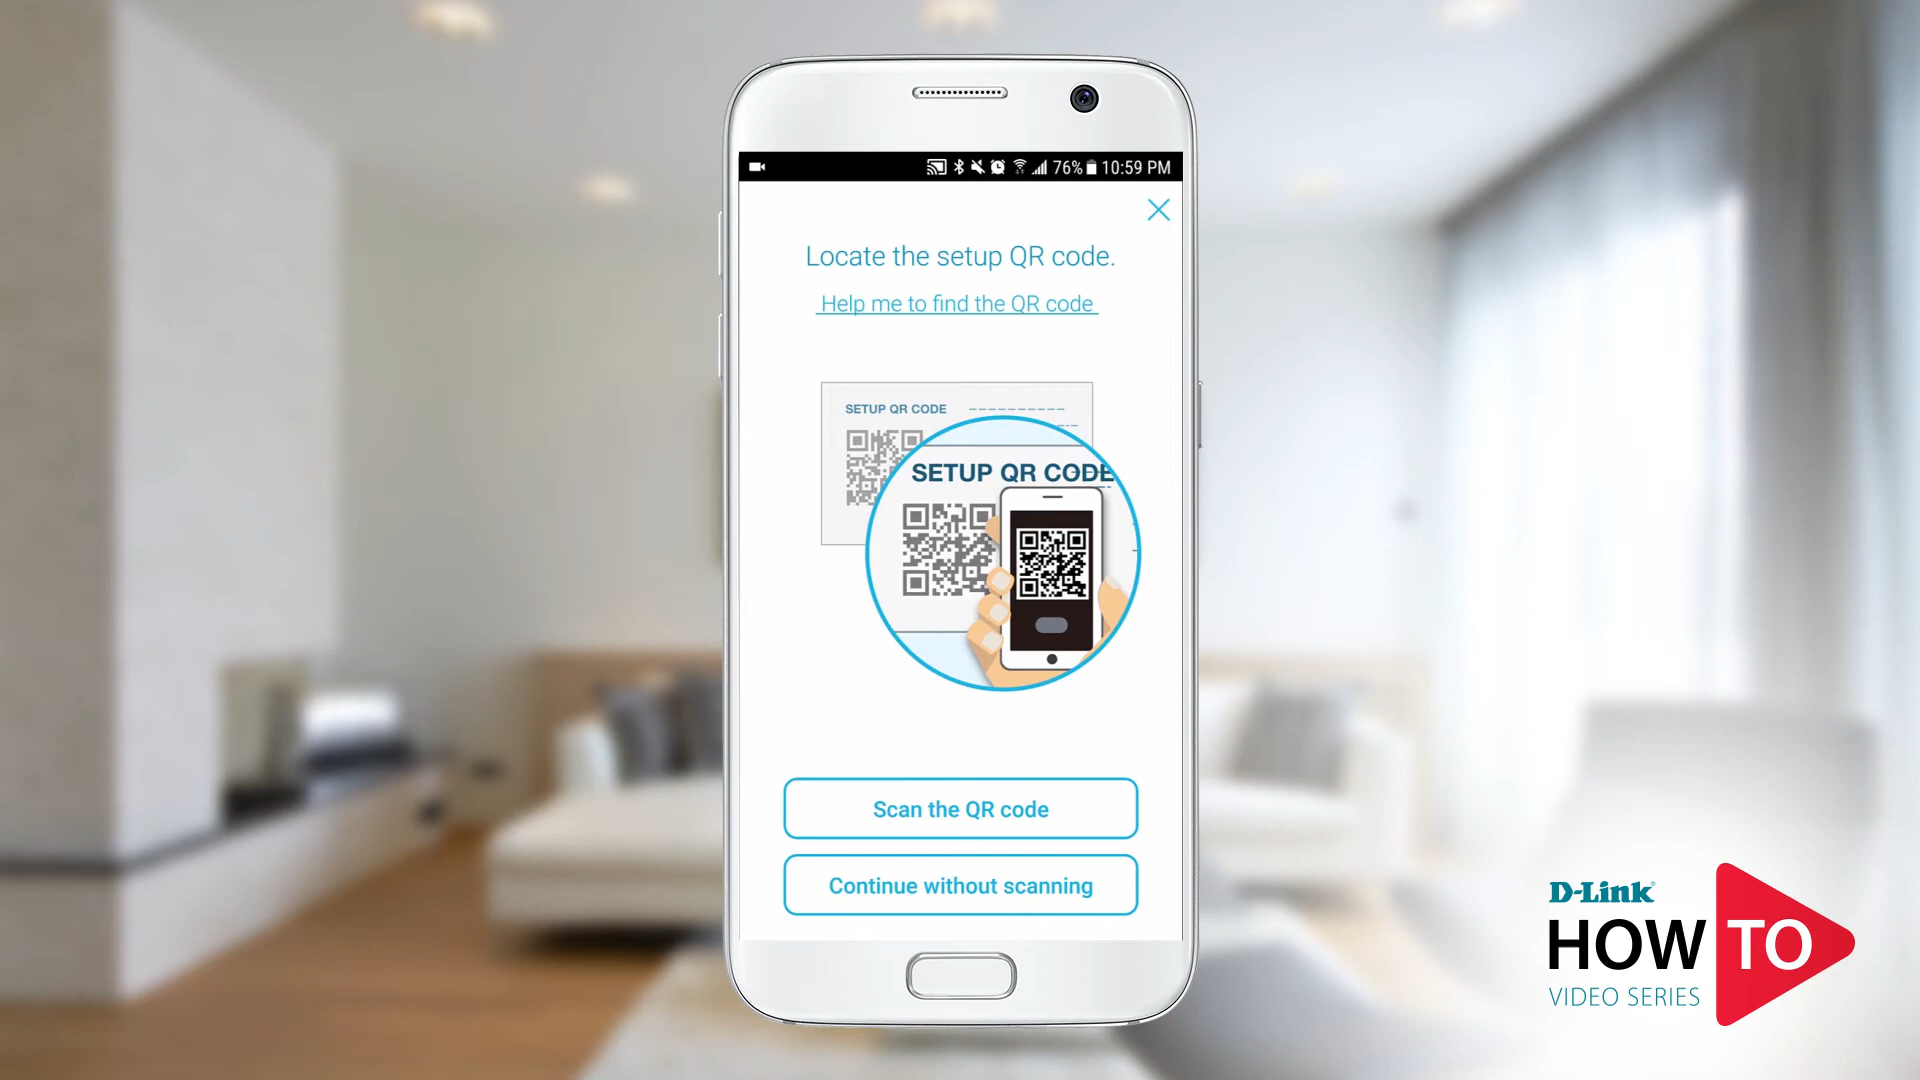 76% 10:59 PM
Locate the setup QR code.
Help me to find the QR code
SETUP QR CODE
SETUP QR CODE
Scan the QR code
Continue without scanning
D-Link®
HOW TO
VIDEO SERIES